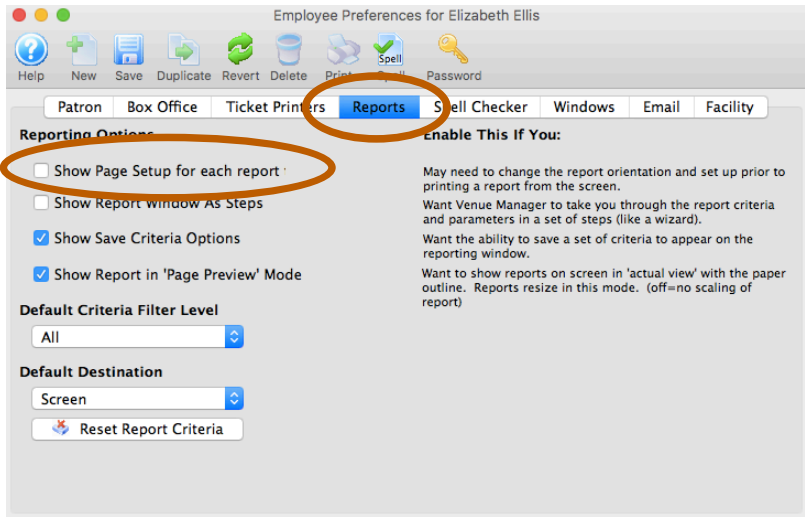 Employee Preferences for Elizabeth Ellis
Spell
Help New Save Duplicate Revert Delete Print Spell Password
Patron Box Office Ticket Printers Reports Spell Checker Windows Email Facility
Reporting Options Enable This If You:
Show Page Setup for each report
May need to change the report orientation and set up prior to
printing a report from the screen.
Show Report Window As Steps
Want Venue Manager to take you through the report criteria
and parameters in a set of steps (like a wizard).
Show Save Criteria Options
Want the ability to save a set of criteria to appear on the
reporting window.
Show Report in 'Page Preview' Mode
Want to show reports on screen in 'actual view' with the paper
outline. Reports resize in this mode. (off=no scaling of
report)
Default Criteria Filter Level
All
Default Destination
Screen
Reset Report Criteria